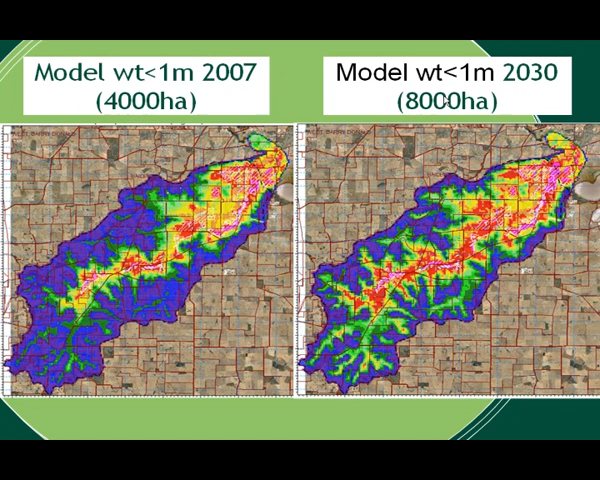 Model wt<1m 2007
(4000ha)
Model wt<1m 2030
(8000ha)